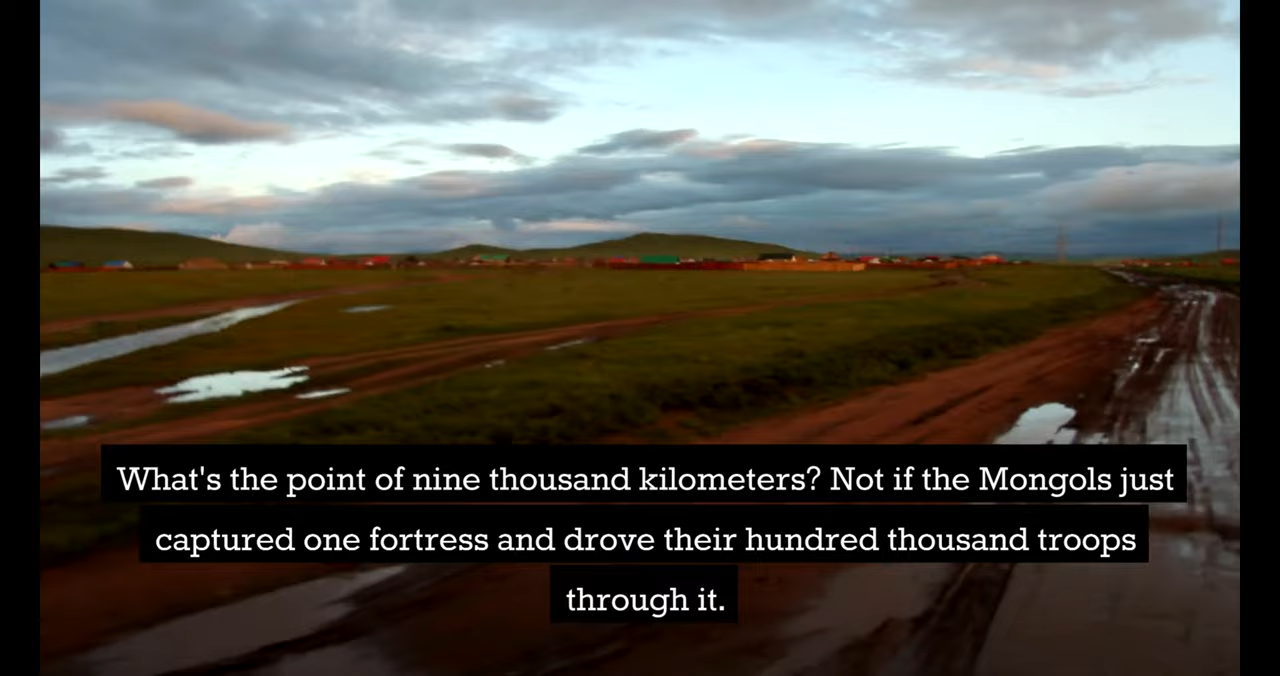 What's the point of nine thousand kilometers? Not if the Mongols just
captured one fortress and drove their hundred thousand troops
through it.